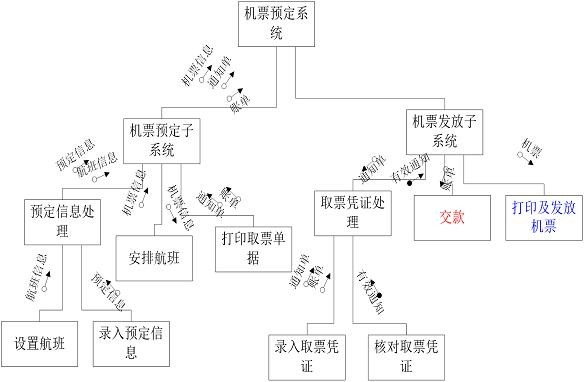 机票预定系
统
机票信息
通知单
账单
机票预定子
系统
机票发放子
系统
机票
预定信息
航班信息
机票信息
机票信息
通知单
账单
通知单
有效通知
预定信息处
理
安排航班
打印取票单
据
取票凭证处
理
交款
打印及发放
机票
航班信息
预定信息
通知单
账单
有效通知
设置航班
录入预定信
息
录入取票凭
证
核对取票凭
证